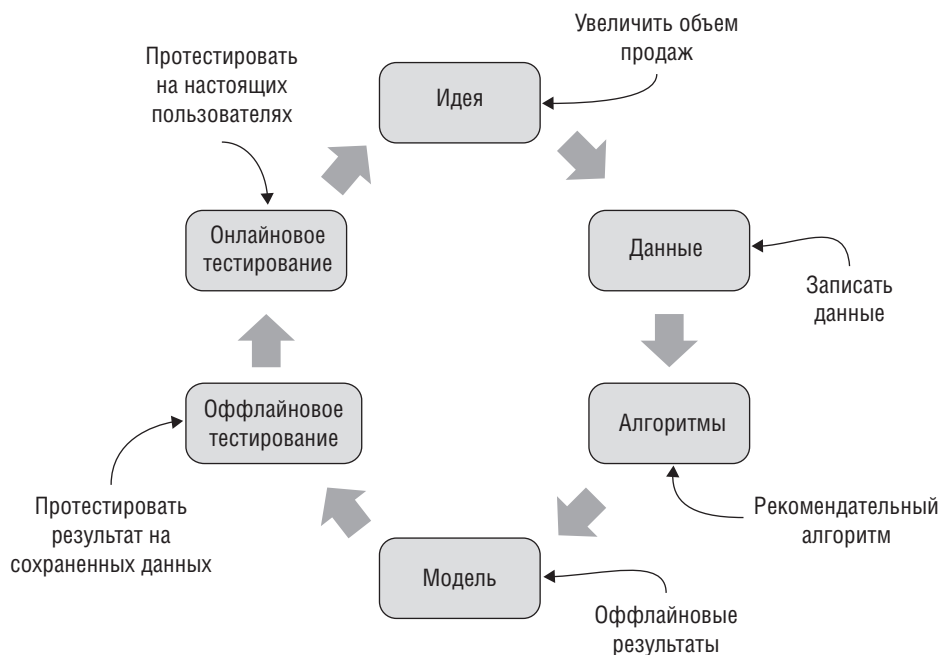 Увеличить объем
продаж
Протестировать
на настоящих
пользователях
Идея
Онлайновое
тестирование
Данные
Записать
данные
Оффлайновое
тестирование
Алгоритмы
Протестировать
результат на
сохраненных данных
Рекомендательный
алгоритм
Модель
Оффлайновые
результаты